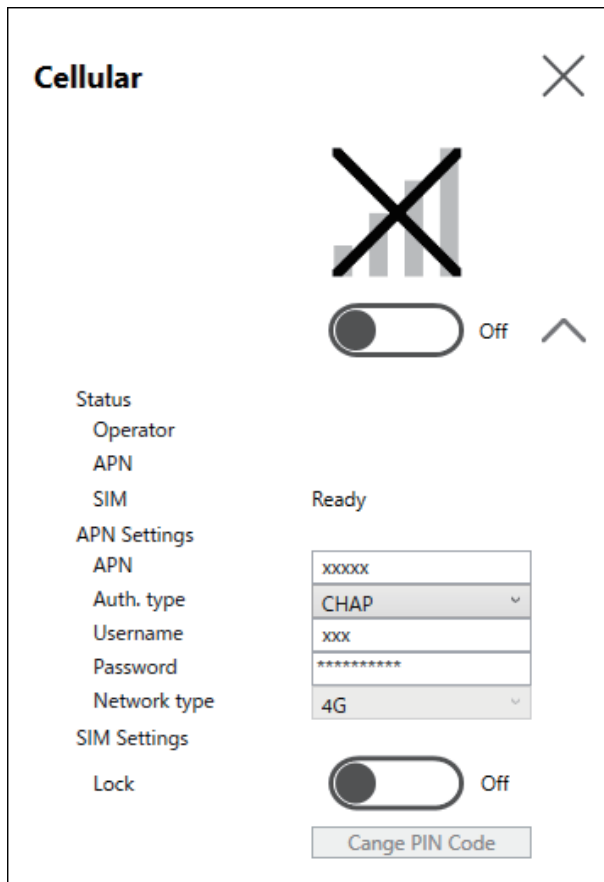 Cellular
Off
Status
Operator
APN
SIM Ready
APN Settings
APN xxxxx
Auth. type CHAP
Username xxx
Password **********
Network type 4G
SIM Settings
Lock Off
Cange PIN Code